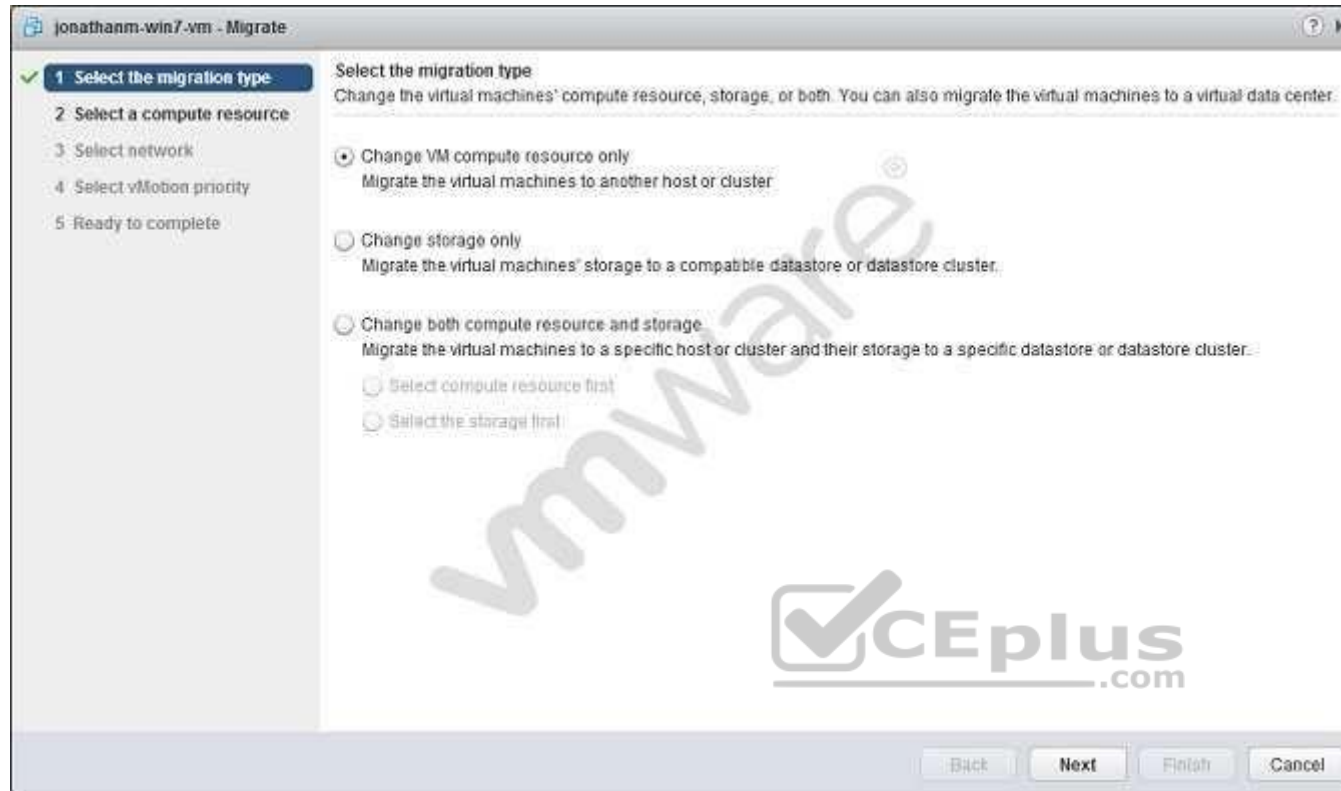 jonathanm-win7-vm - Migrate
1 Select the migration type
2 Select a compute resource
3 Select network
4 Select vMotion priority
5 Ready to complete
Select the migration type
Change the virtual machines' compute resource, storage, or both. You can also migrate the virtual machines to a virtual data center.
Change VM compute resource only
Migrate the virtual machines to another host or cluster
Change storage only
Migrate the virtual machines' storage to a compatible datastore or datastore cluster.
Change both compute resource and storage
Migrate the virtual machines to a specific host or cluster and their storage to a specific datastore or datastore cluster.
Select compute resource first
Select the storage first
vmware®
VCEplus
.com
Back Next Finish Cancel